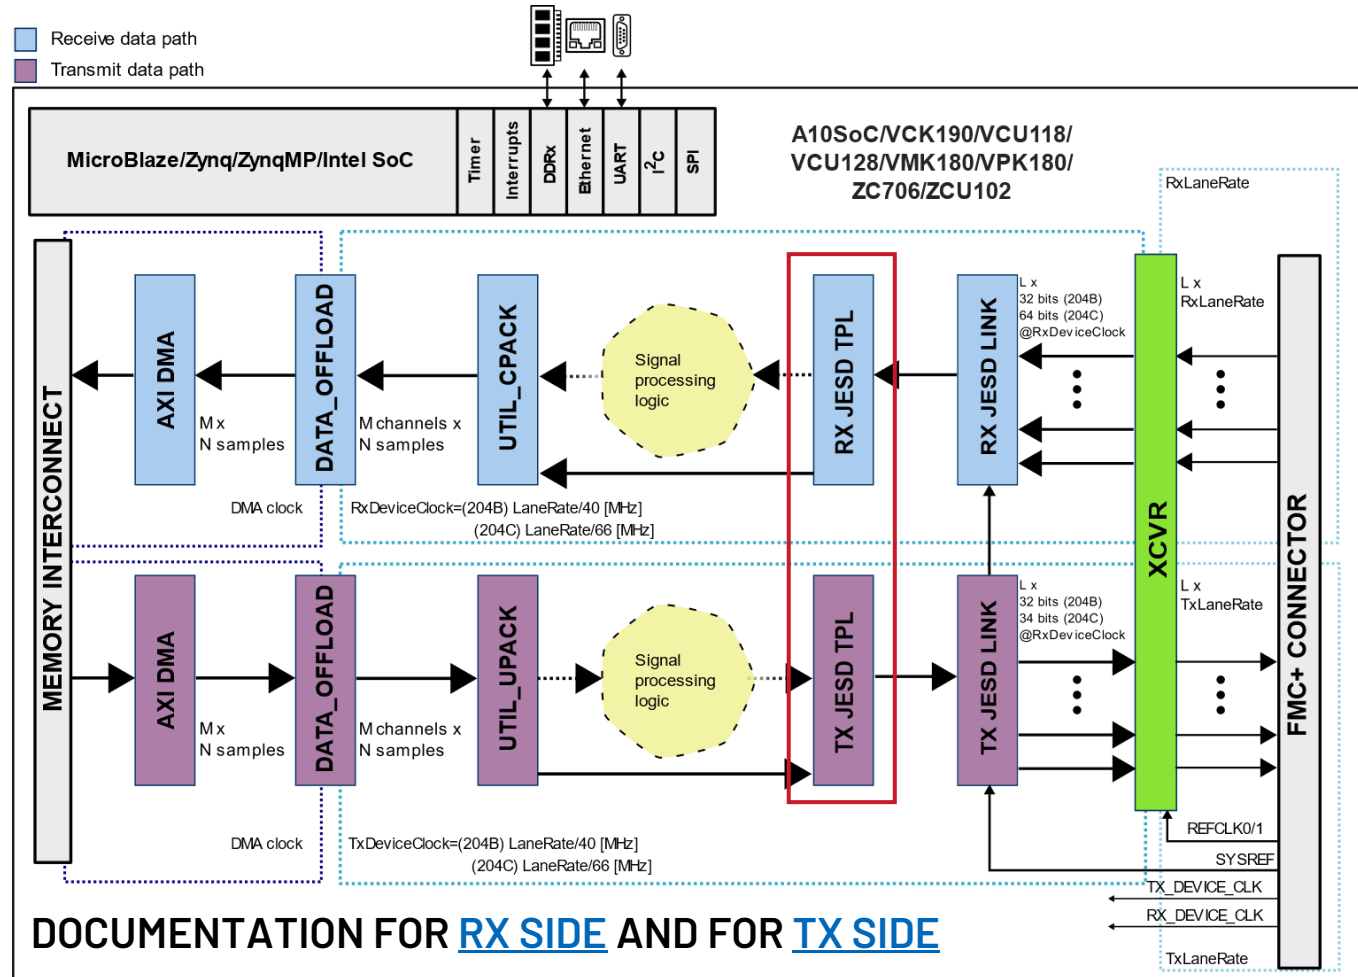 Receive data path
Transmit data path
MicroBlaze/Zynq/ZynqMP/Intel SoC
Timer
Interrupts
DDRx
Ethernet
UART
I2C
SPI
A10SoC/VCK190/VCU118/
VCU128/VMK180/VPK180/
ZC706/ZCU102
RxLaneRate
MEMORY INTERCONNECT
AXI DMA
M x
N samples
DATA_OFFLOAD
M channels x
N samples
UTIL_CPACK
Signal
processing
logic
RX JESD TPL
RX JESD LINK
L x
32 bits (204B)
64 bits (204C)
@RxDeviceClock
XCVR
L x
RxLaneRate
FMC+ CONNECTOR
DMA clock
RxDeviceClock=(204B) LaneRate/40 [MHz]
(204C) LaneRate/66 [MHz]
AXI DMA
M x
N samples
DATA_OFFLOAD
M channels x
N samples
UTIL_UPACK
Signal
processing
logic
TX JESD TPL
TX JESD LINK
L x
32 bits (204B)
34 bits (204C)
@RxDeviceClock
L x
TxLaneRate
DMA clock
TxDeviceClock=(204B) LaneRate/40 [MHz]
(204C) LaneRate/66 [MHz]
REFCLK0/1
SYSREF
TX_DEVICE_CLK
RX_DEVICE_CLK
TxLaneRate
DOCUMENTATION FOR RX SIDE AND FOR TX SIDE